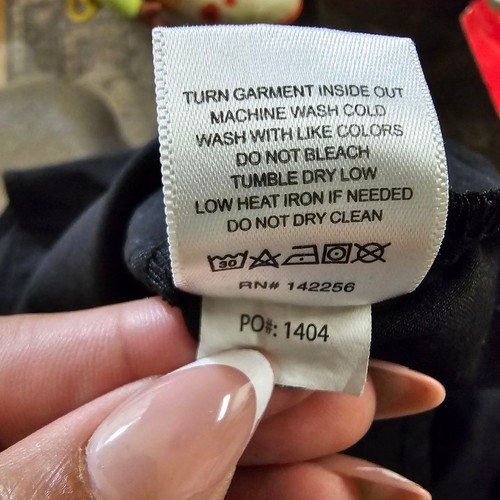 TURN GARMENT INSIDE OUT
MACHINE WASH COLD
WASH WITH LIKE COLORS
DO NOT BLEACH
TUMBLE DRY LOW
LOW HEAT IRON IF NEEDED
DO NOT DRY CLEAN
30
RN# 142256
PO#: 1404